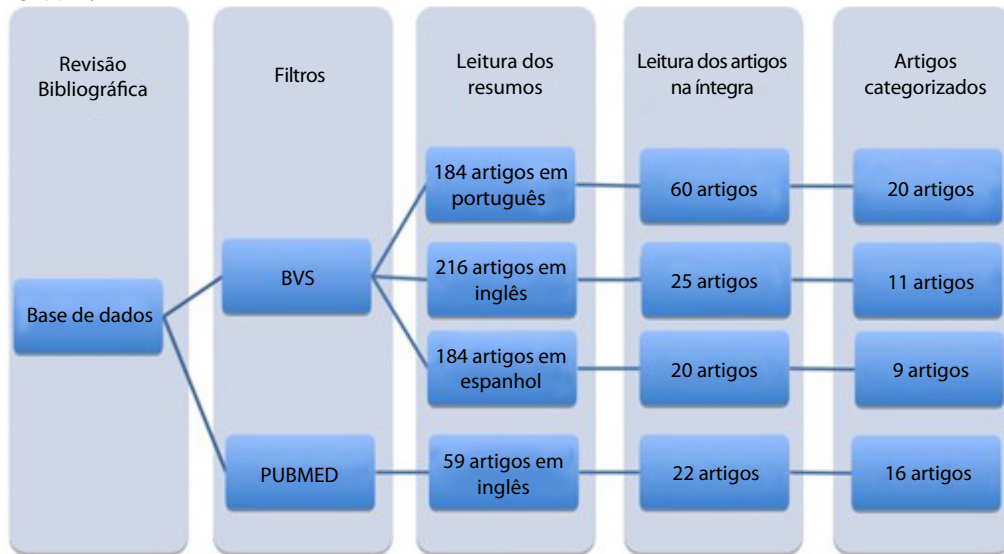 Revisão
Bibliográfica
Filtros
Leitura dos
resumos
Leitura dos artigos
na íntegra
Artigos
categorizados
Base de dados
BVS
184 artigos em
português
60 artigos
20 artigos
216 artigos em
inglês
25 artigos
11 artigos
184 artigos em
espanhol
20 artigos
9 artigos
PUBMED
59 artigos em
inglês
22 artigos
16 artigos